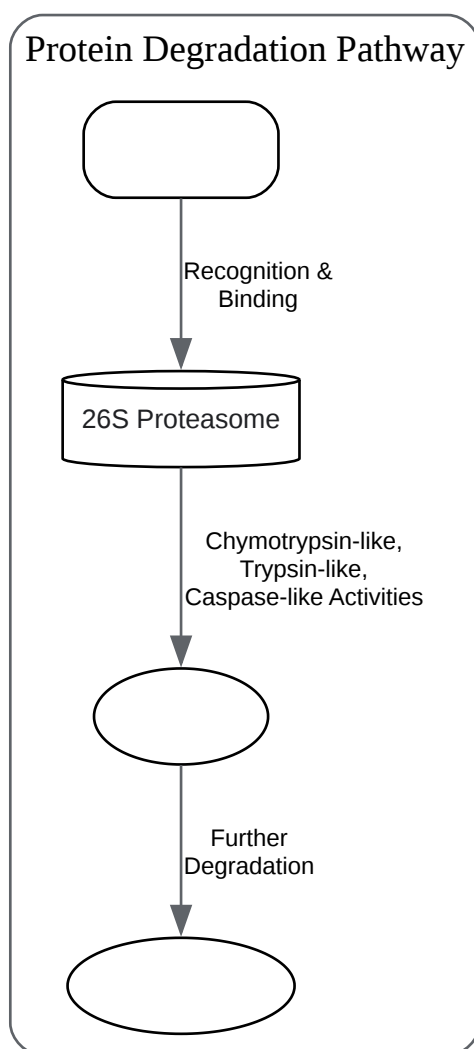 Protein Degradation Pathway
Recognition &
Binding
26S Proteasome
Chymotrypsin-like,
Trypsin-like,
Caspase-like Activities
Further
Degradation